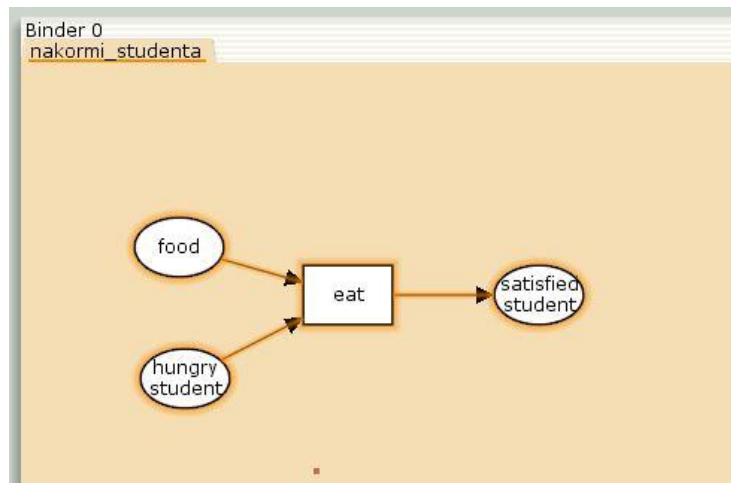 Binder 0
nakormi_studenta
food
eat
satisfied
student
hungry
student